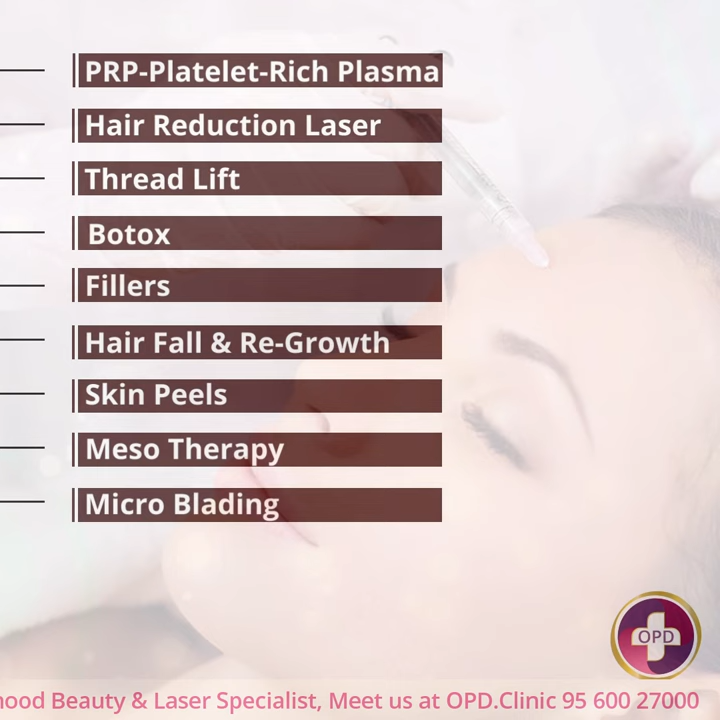 PRP-Platelet-Rich Plasma
Hair Reduction Laser
Thread Lift
Botox
Fillers
Hair Fall & Re-Growth
Skin Peels
Meso Therapy
Micro Blading
OPD
Beauty & Laser Specialist, Meet us at OPD.Clinic 95 600 27000